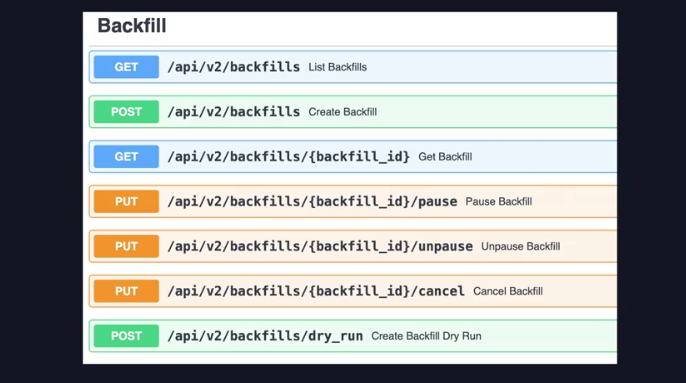 Backfill
GET /api/v2/backfills List Backfills
POST /api/v2/backfills Create Backfill
GET /api/v2/backfills/{backfill_id} Get Backfill
PUT /api/v2/backfills/{backfill_id}/pause Pause Backfill
PUT /api/v2/backfills/{backfill_id}/unpause Unpause Backfill
PUT /api/v2/backfills/{backfill_id}/cancel Cancel Backfill
POST /api/v2/backfills/dry_run Create Backfill Dry Run